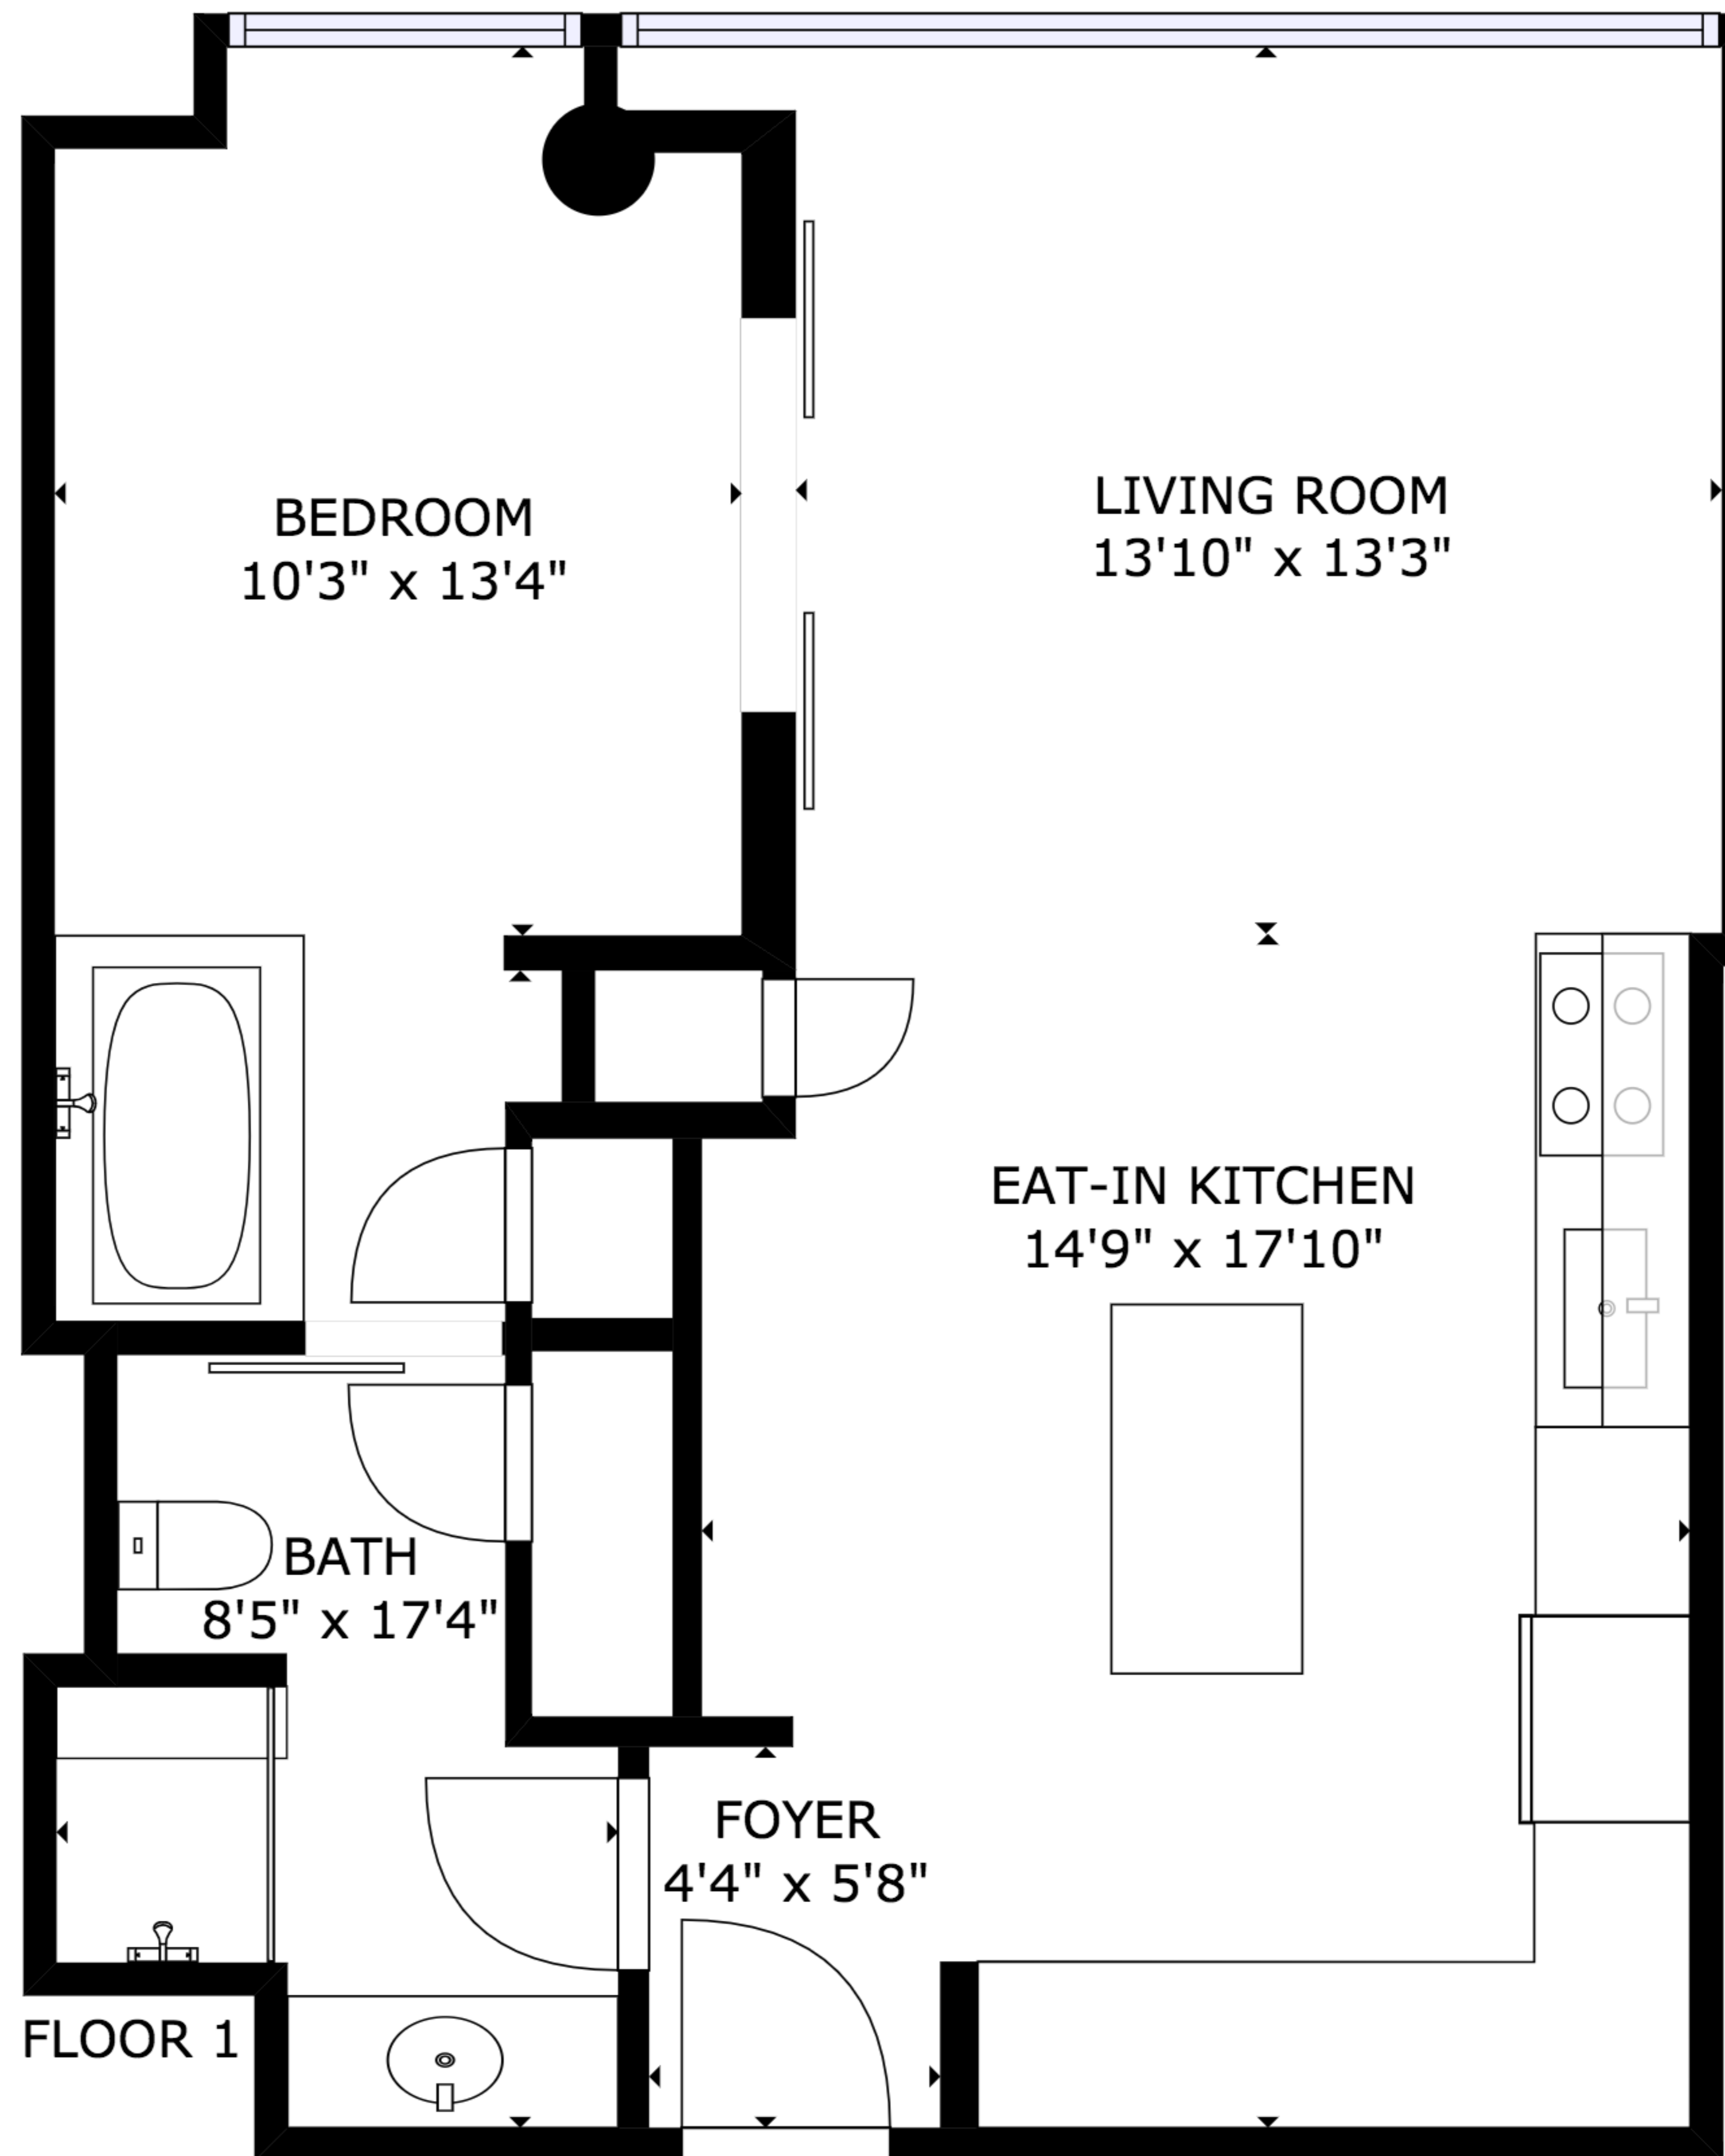 BEDROOM
10'3" x 13'4"
LIVING ROOM
13'10" x 13'3"
EAT-IN KITCHEN
14'9" x 17'10"
BATH
8'5" x 17'4"
FOYER
4'4" x 5'8"
FLOOR 1